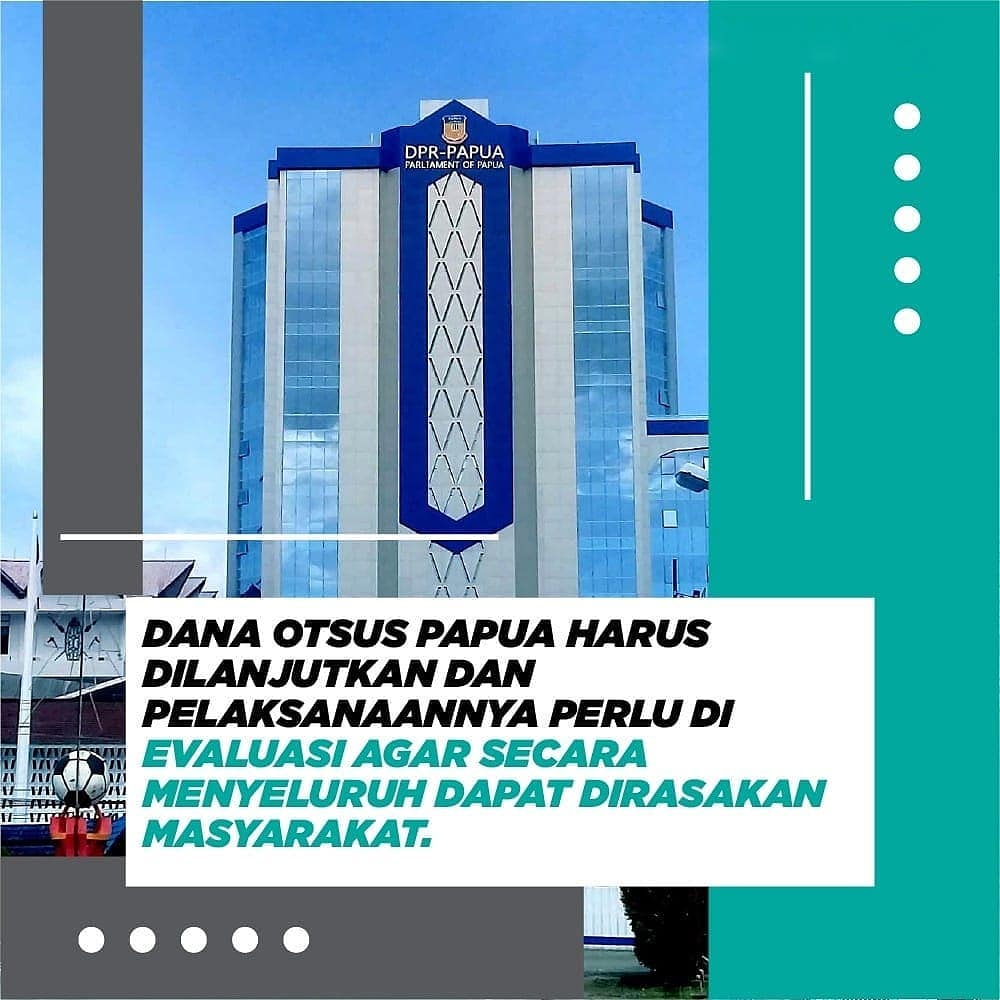 DPR-PAPUA
PARLIAMENT OF PAPUA
DANA OTSUS PAPUA HARUS
DILANJUTKAN DAN
PELAKSANAANNYA PERLU DI
EVALUASI AGAR SECARA
MENYELURUH DAPAT DIRASAKAN
MASYARAKAT.